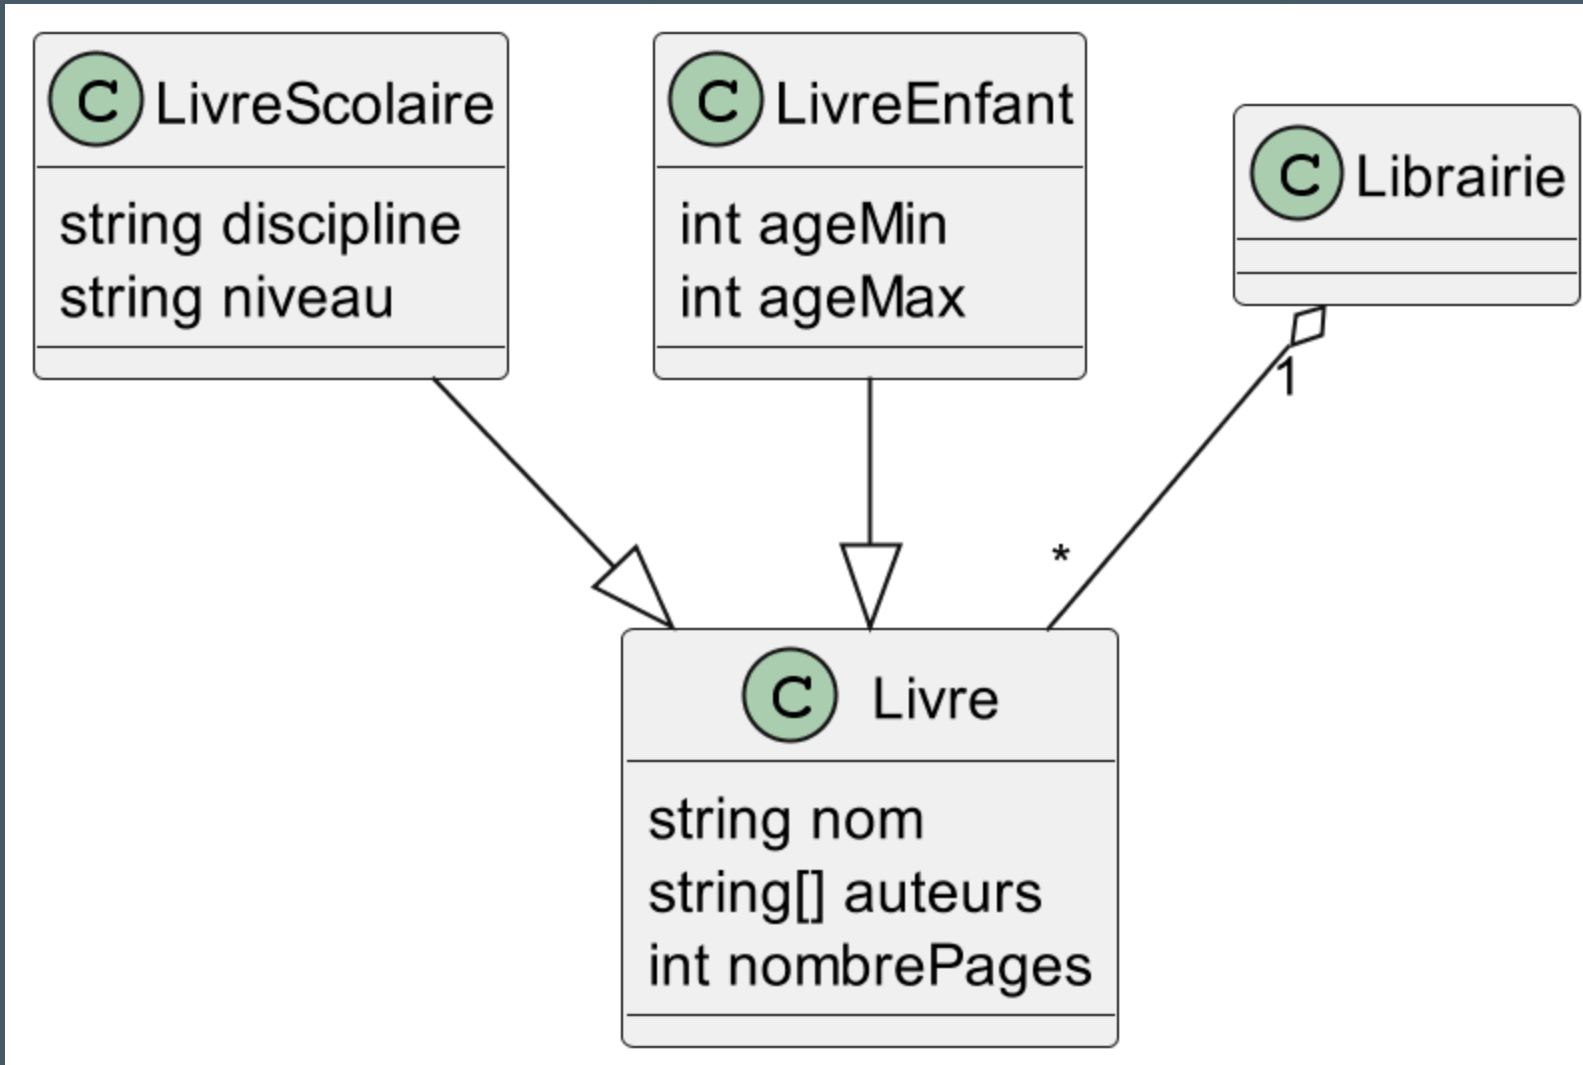 C LivreScolaire
string discipline
string niveau
C LivreEnfant
int ageMin
int ageMax
C Librairie
1
*
C Livre
string nom
string[] auteurs
int nombrePages